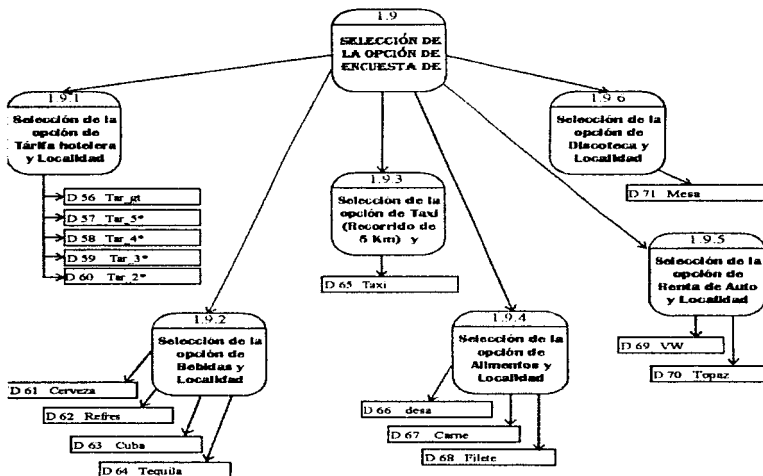 1.9
SELECCIÓN DE
LA OPCIÓN DE
ENCUESTA DE
1.9.1
Selección de la
opción de
Tárifa hotelera
y Localidad
D 56 Tar_gt
D 57 Tar_5*
D 58 Tar_4*
D 59 Tar_3*
D 60 Tar_2*
1.9.2
Selección de la
opción de
Bebidas y
Localidad
D 61 Cerveza
D 62 Refres
D 63 Cuba
D 64 Tequila
1.9.3
Selección de la
opción de Taxi
(Recorrido de
5 Km) y
D 65 Taxi
1.9.4
Selección de la
opción de
Alimentos y
Localidad
D 66 desa
D 67 Carne
D 68 Filete
1.9.6
Selección de la
opción de
Discoteca y
Localidad
D 71 Mesa
1.9.5
Selección de la
opción de
Renta de Auto
y Localidad
D 69 VW
D 70 Topaz